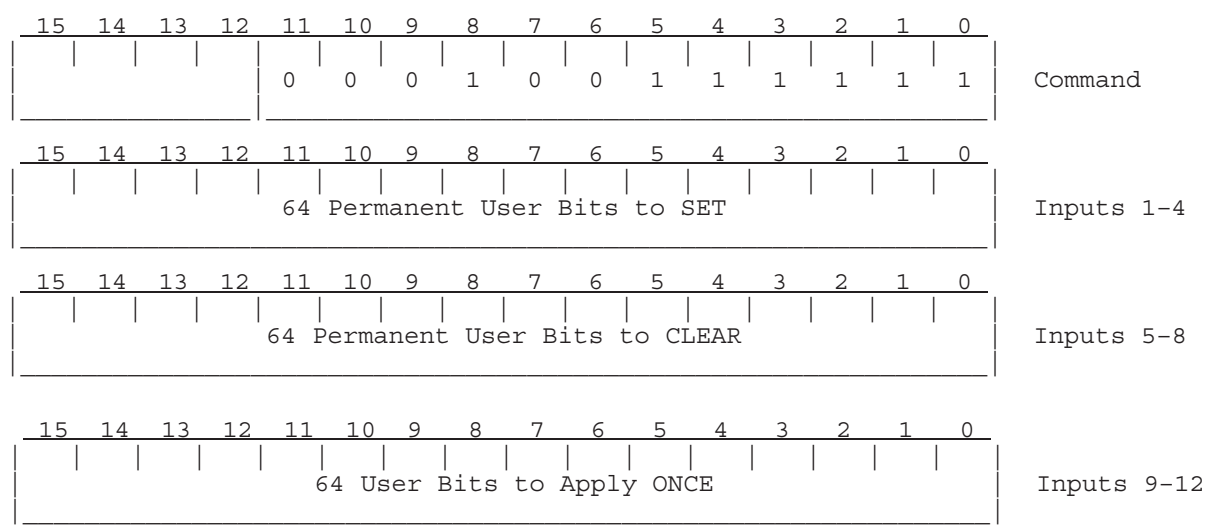 15 14 13 12 11 10 9 8 7 6 5 4 3 2 1 0
0 0 0 1 0 0 1 1 1 1 1 1 Command
15 14 13 12 11 10 9 8 7 6 5 4 3 2 1 0
64 Permanent User Bits to SET Inputs 1–4
15 14 13 12 11 10 9 8 7 6 5 4 3 2 1 0
64 Permanent User Bits to CLEAR Inputs 5–8
15 14 13 12 11 10 9 8 7 6 5 4 3 2 1 0
64 User Bits to Apply ONCE Inputs 9–12